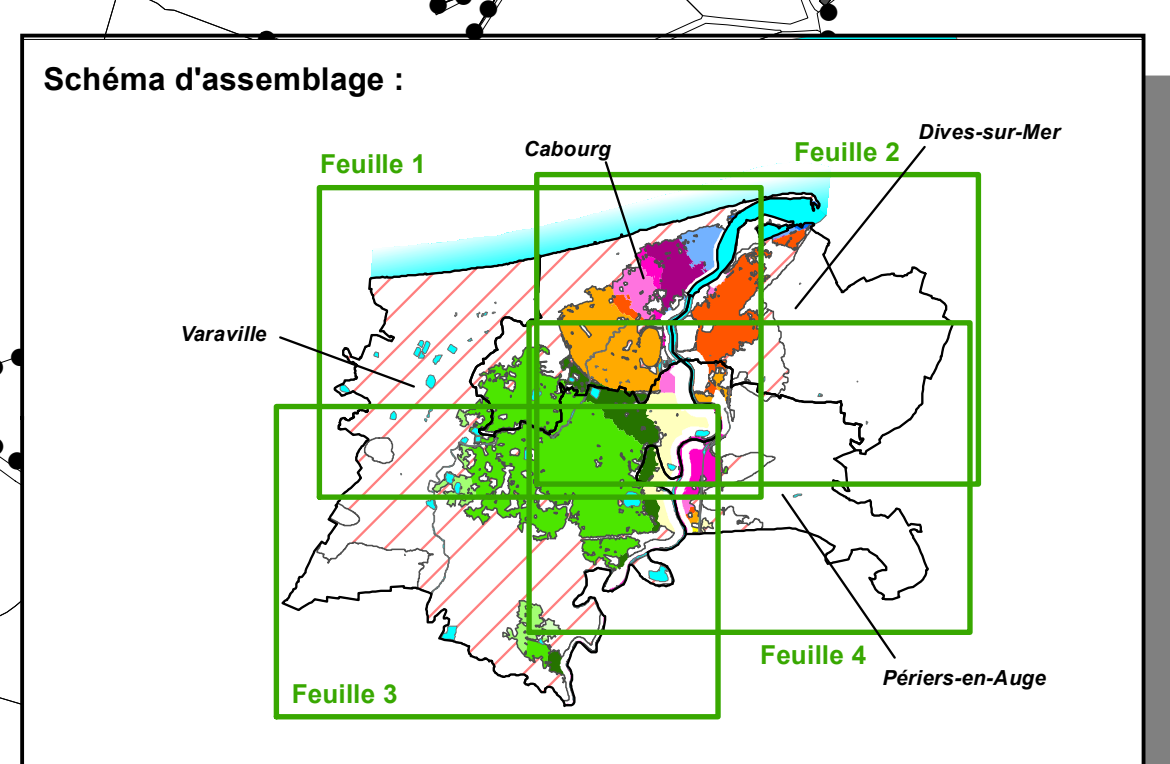 Schéma d'assemblage :
Dives-sur-Mer
Cabourg
Feuille 2
Feuille 1
Varaville
Feuille 4
Périers-en-Auge
Feuille 3